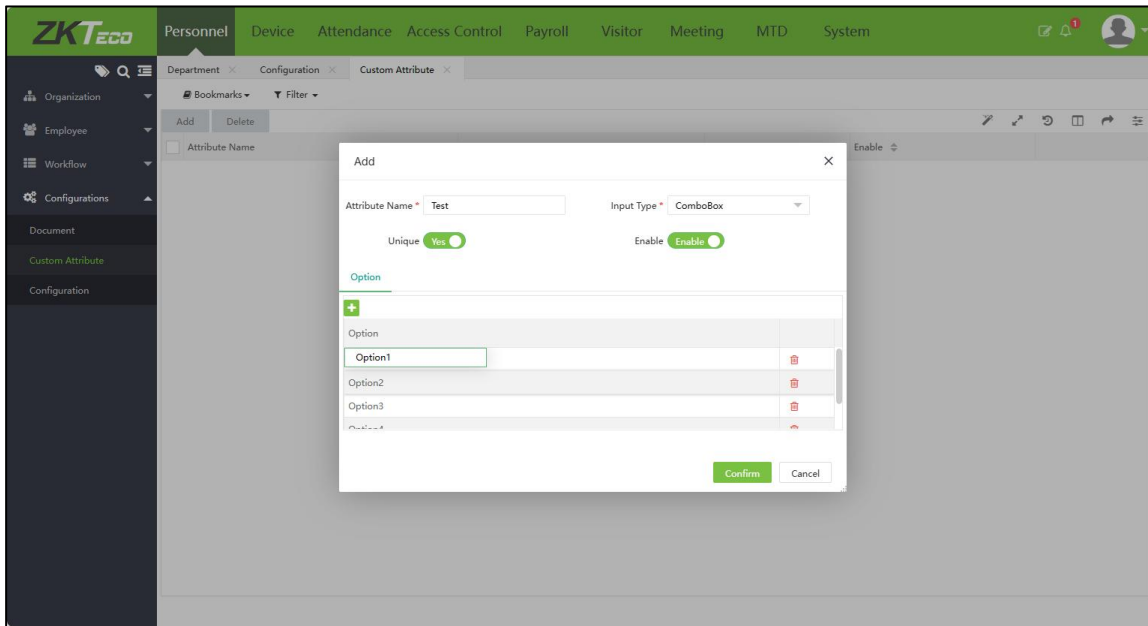 ZKTeco Personnel Device Attendance Access Control Payroll Visitor Meeting MTD System 1
Department × Configuration × Custom Attribute ×
Organization
Bookmarks Filter
Employee
Add Delete
Attribute Name Enable
Workflow
Configurations
Document
Custom Attribute
Configuration
Add ×
Attribute Name * Test Input Type * ComboBox
Unique Yes Enable Enable
Option
Option
Option1
Option2
Option3
Option4
Confirm Cancel